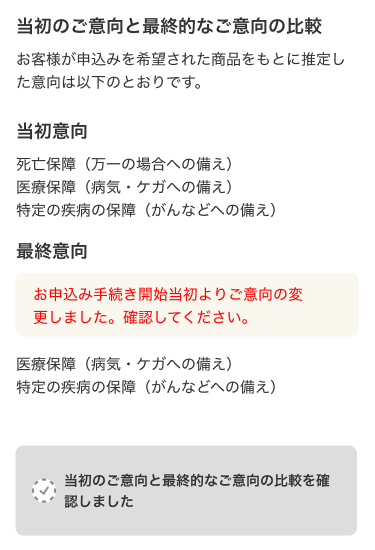 当初のご意向と最終的なご意向の比較
お客様が申込みを希望された商品をもとに推定し
た意向は以下のとおりです。
当初意向
死亡保障（万一の場合への備え）
医療保障（病気・ケガへの備え）
特定の疾病の保障（がんなどへの備え）
最終意向
お申込み手続き開始当初よりご意向の変
更しました。確認してください。
医療保障（病気・ケガへの備え）
特定の疾病の保障（がんなどへの備え）
当初のご意向と最終的なご意向の比較を確
認しました